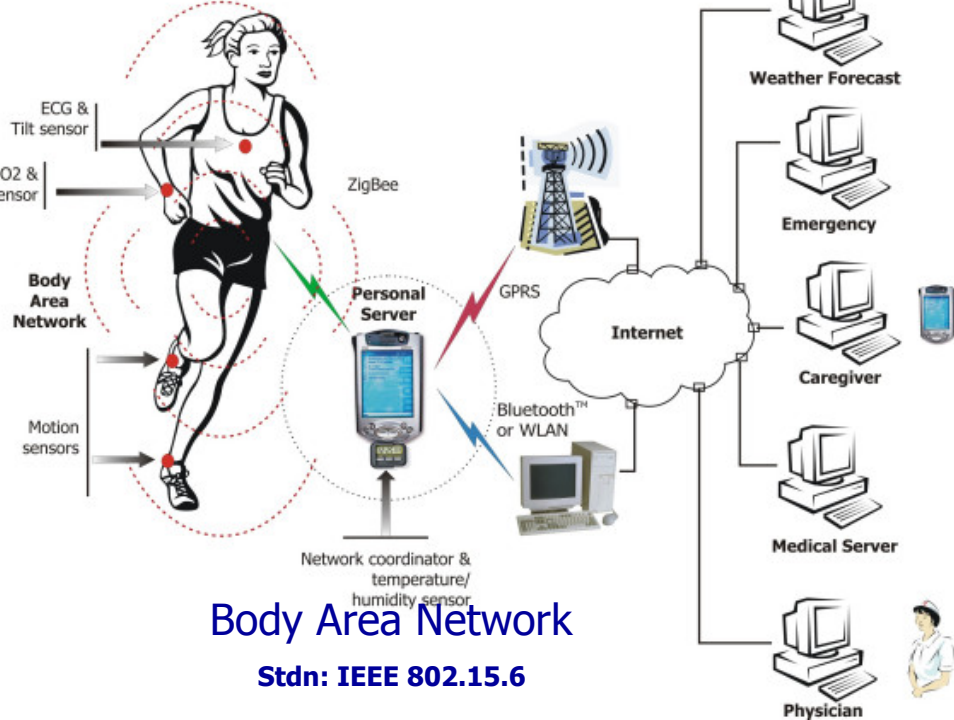 Weather Forecast
ECG &
Tilt sensor
O2 &
ensor
ZigBee
Emergency
Body
Area
Network
Personal
Server
GPRS
Internet
Caregiver
Motion
sensors
Bluetooth™
or WLAN
Medical Server
Network coordinator &
temperature/
humidity sensor
Body Area Network
Stdn: IEEE 802.15.6
Physician